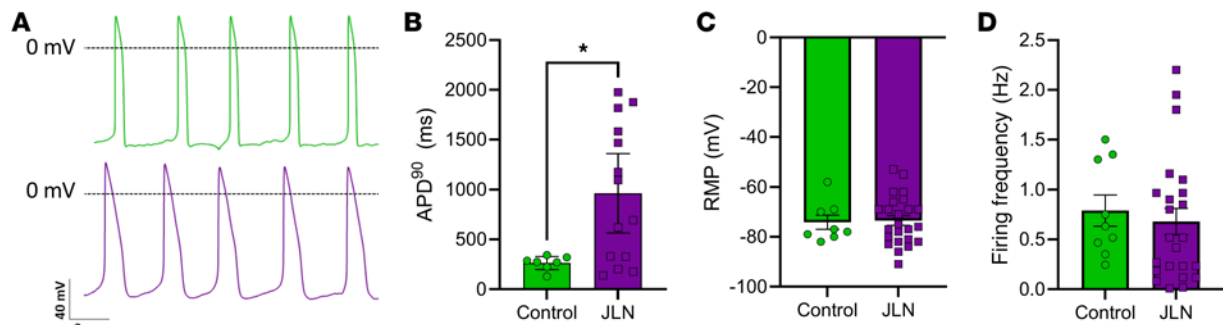 A
0 mV
0 mV
40 mV
B
2500
2000
1500
1000
500
0
APD⁹⁰ (ms)
*
Control JLN
C
0
-20
-40
-60
-80
-100
RMP (mV)
Control JLN
D
2.5
2.0
1.5
1.0
0.5
0.0
Firing frequency (Hz)
Control JLN